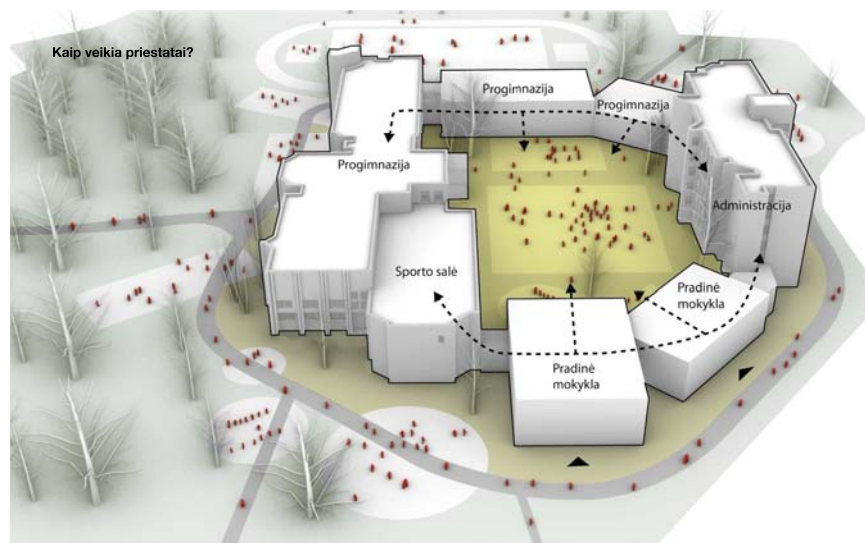 Kaip veikia priestatai?
Progimnazija
Progimnazija
Progimnazija
Administracija
Sporto salė
Pradinė
mokykla
Pradinė
mokykla